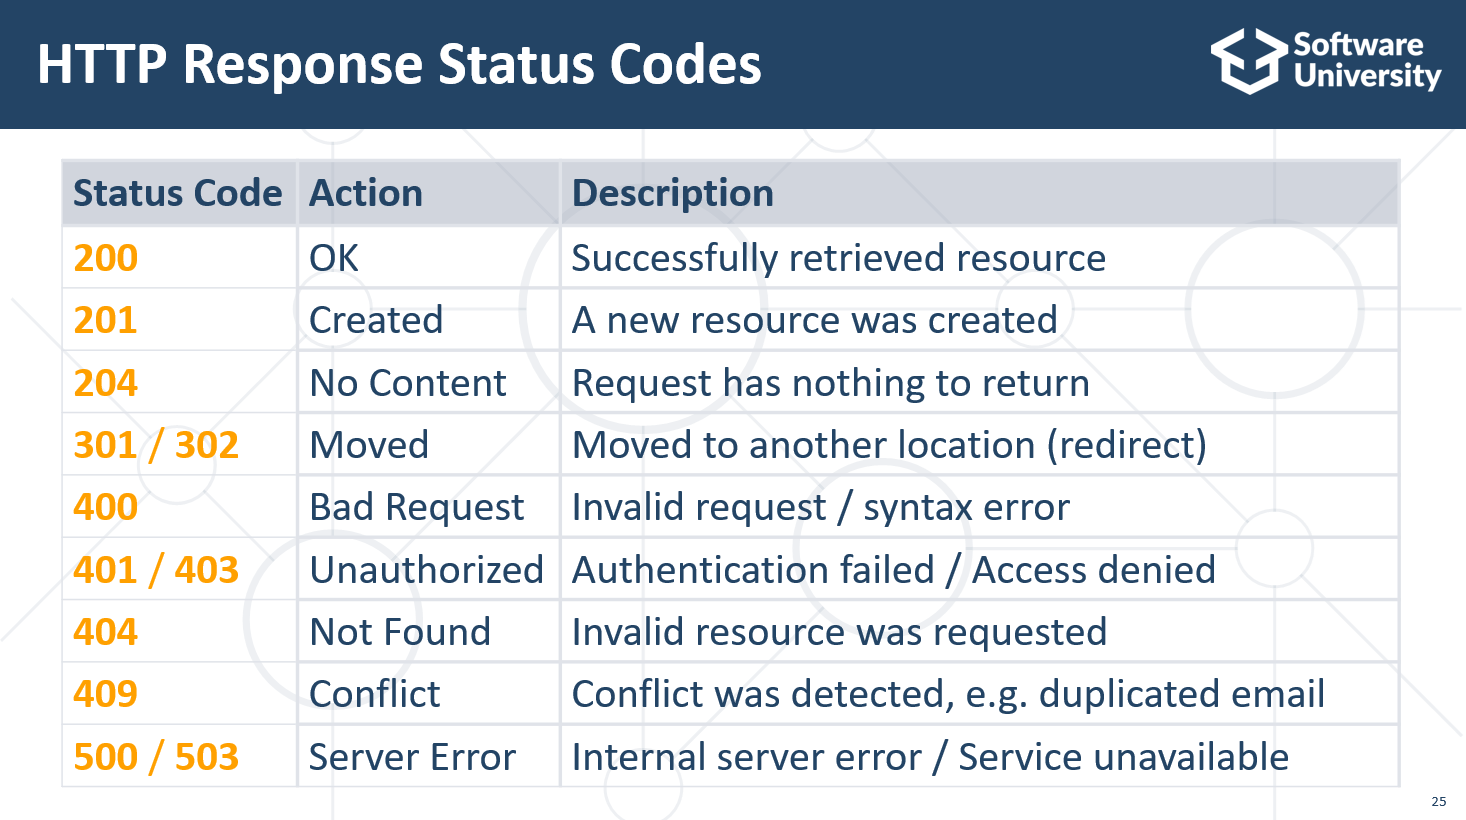 HTTP Response Status Codes
Software
University
Status Code Action Description
200 OK Successfully retrieved resource
201 Created A new resource was created
204 No Content Request has nothing to return
301 / 302 Moved Moved to another location (redirect)
400 Bad Request Invalid request / syntax error
401 / 403 Unauthorized Authentication failed / Access denied
404 Not Found Invalid resource was requested
409 Conflict Conflict was detected, e.g. duplicated email
500 / 503 Server Error Internal server error / Service unavailable
25